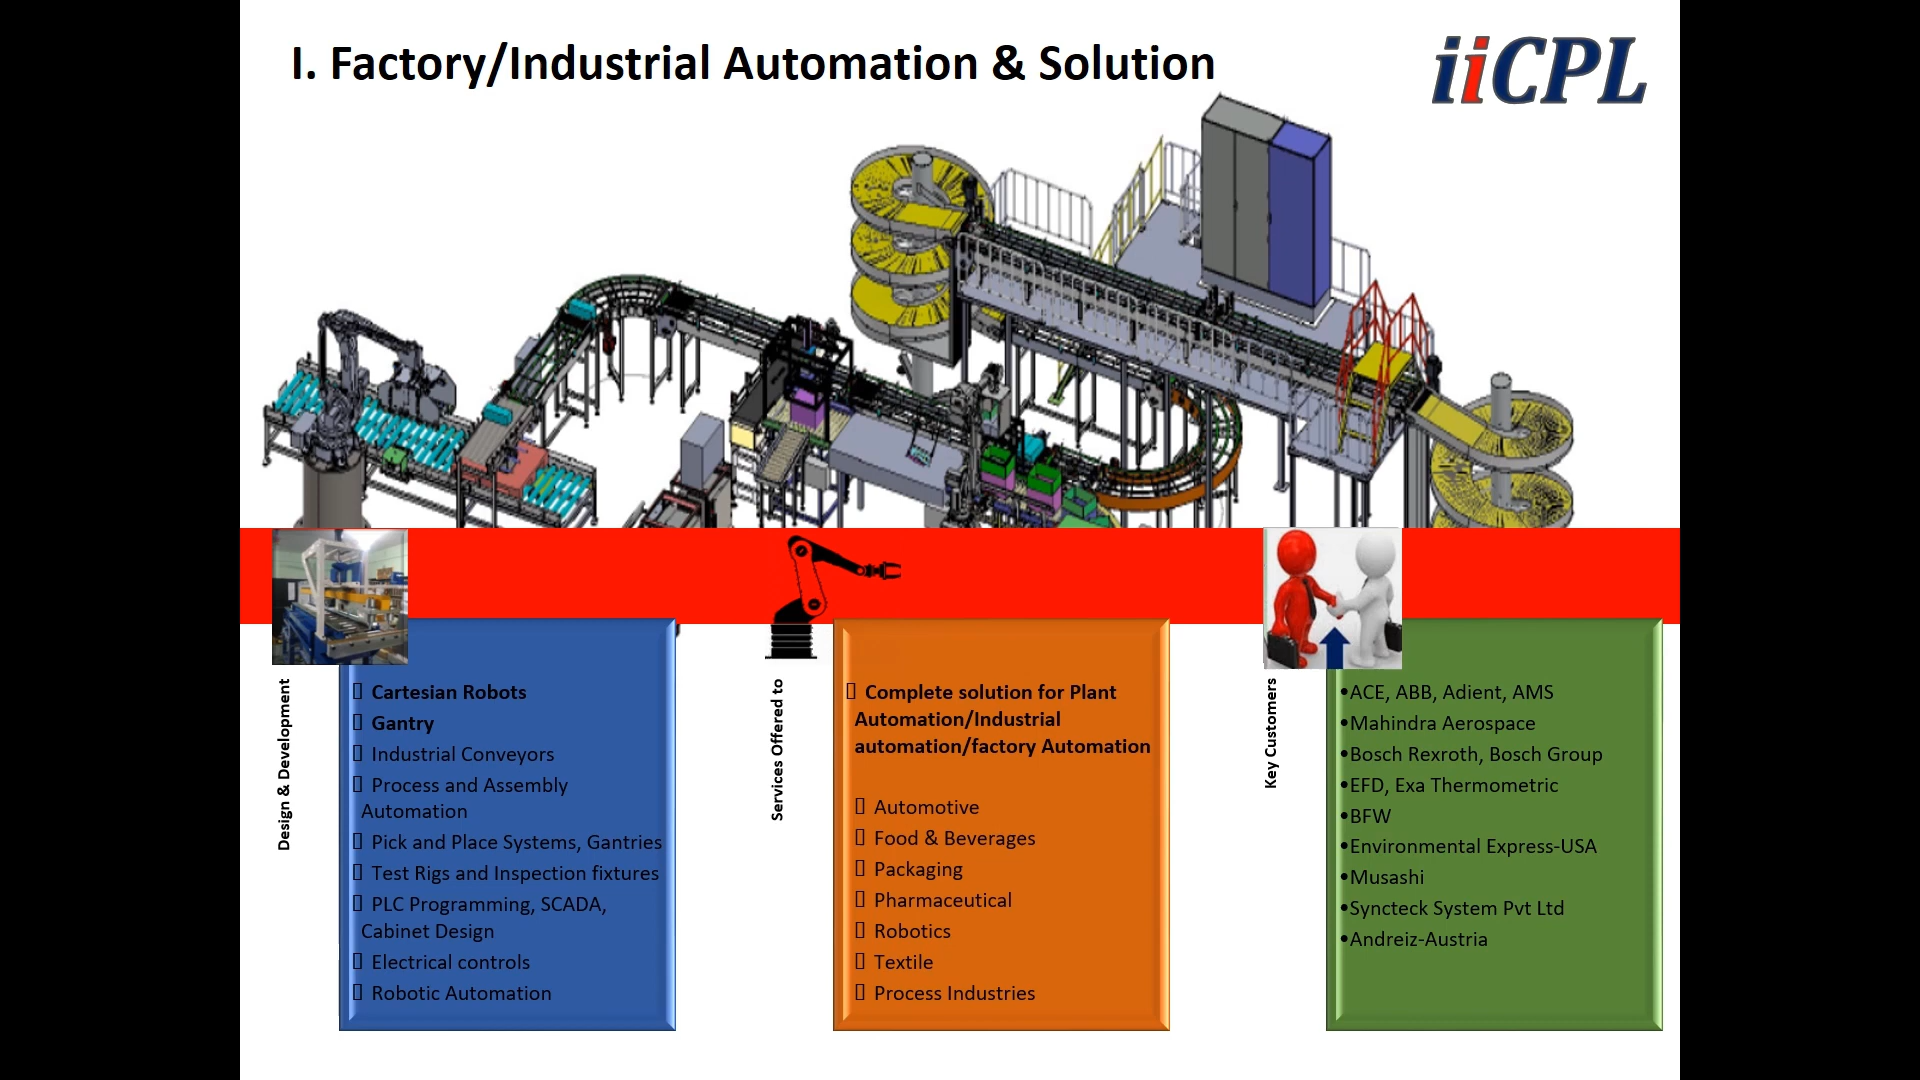 I. Factory/Industrial Automation & Solution
iiCPL
Design & Development
Cartesian Robots
Gantry
Industrial Conveyors
Process and Assembly
Automation
Pick and Place Systems, Gantries
Test Rigs and Inspection fixtures
PLC Programming, SCADA,
Cabinet Design
Electrical controls
Robotic Automation
Services Offered to
Complete solution for Plant
Automation/Industrial
automation/factory Automation
Automotive
Food & Beverages
Packaging
Pharmaceutical
Robotics
Textile
Process Industries
Key Customers
•ACE, ABB, Adient, AMS
•Mahindra Aerospace
•Bosch Rexroth, Bosch Group
•EFD, Exa Thermometric
•BFW
•Environmental Express-USA
•Musashi
•Syncteck System Pvt Ltd
•Andreiz-Austria